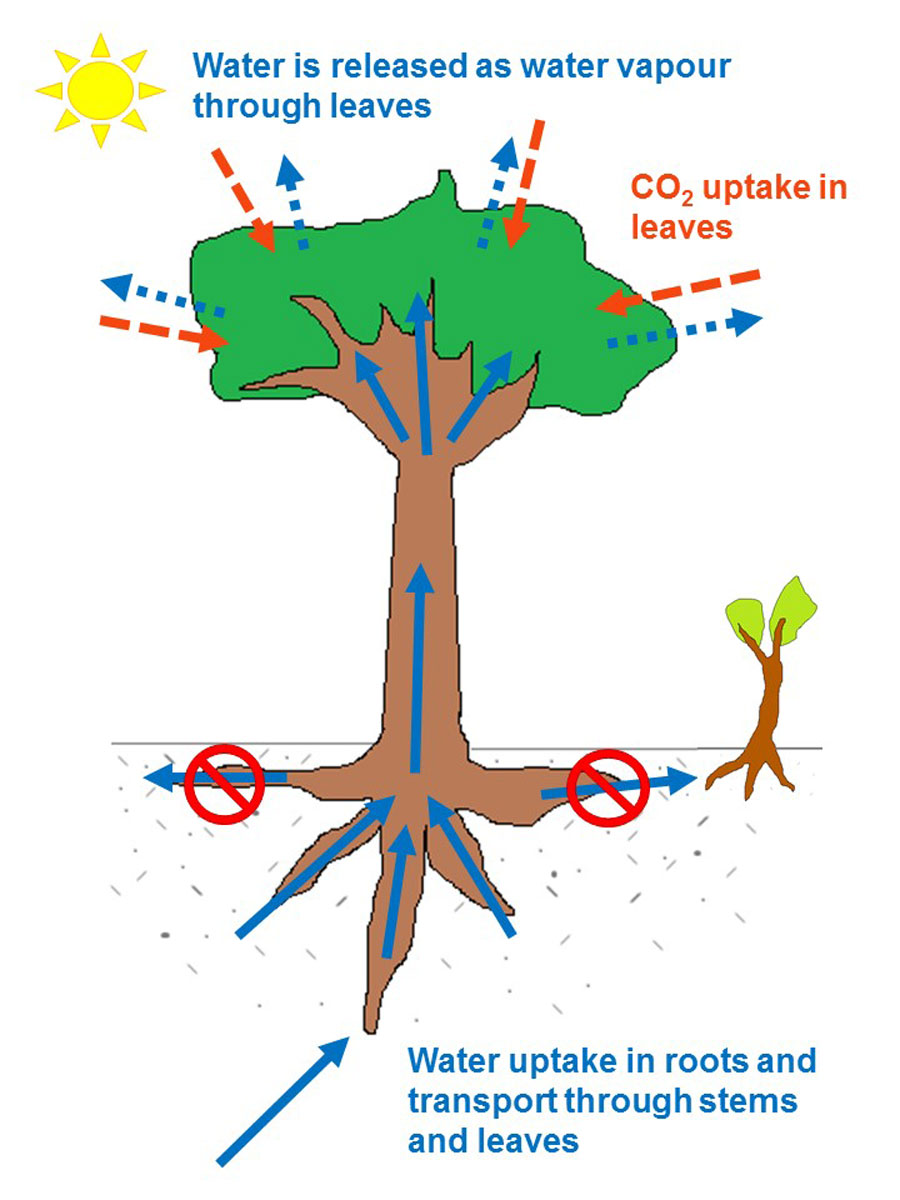 Water is released as water vapour
through leaves
CO₂ uptake in
leaves
Water uptake in roots and
transport through stems
and leaves